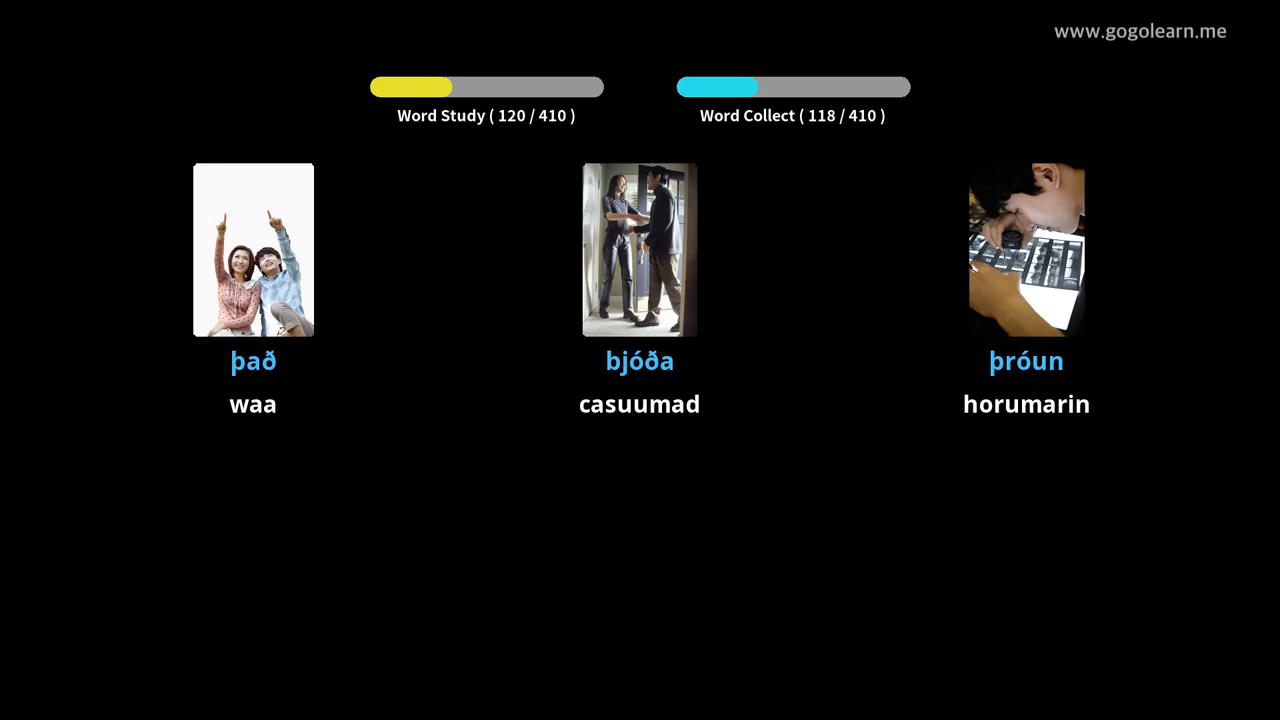 www.gogolearn.me
Word Study ( 120 / 410 )
Word Collect ( 118 / 410 )
það
bjóða
þróun
waa
casuumad
horumarin